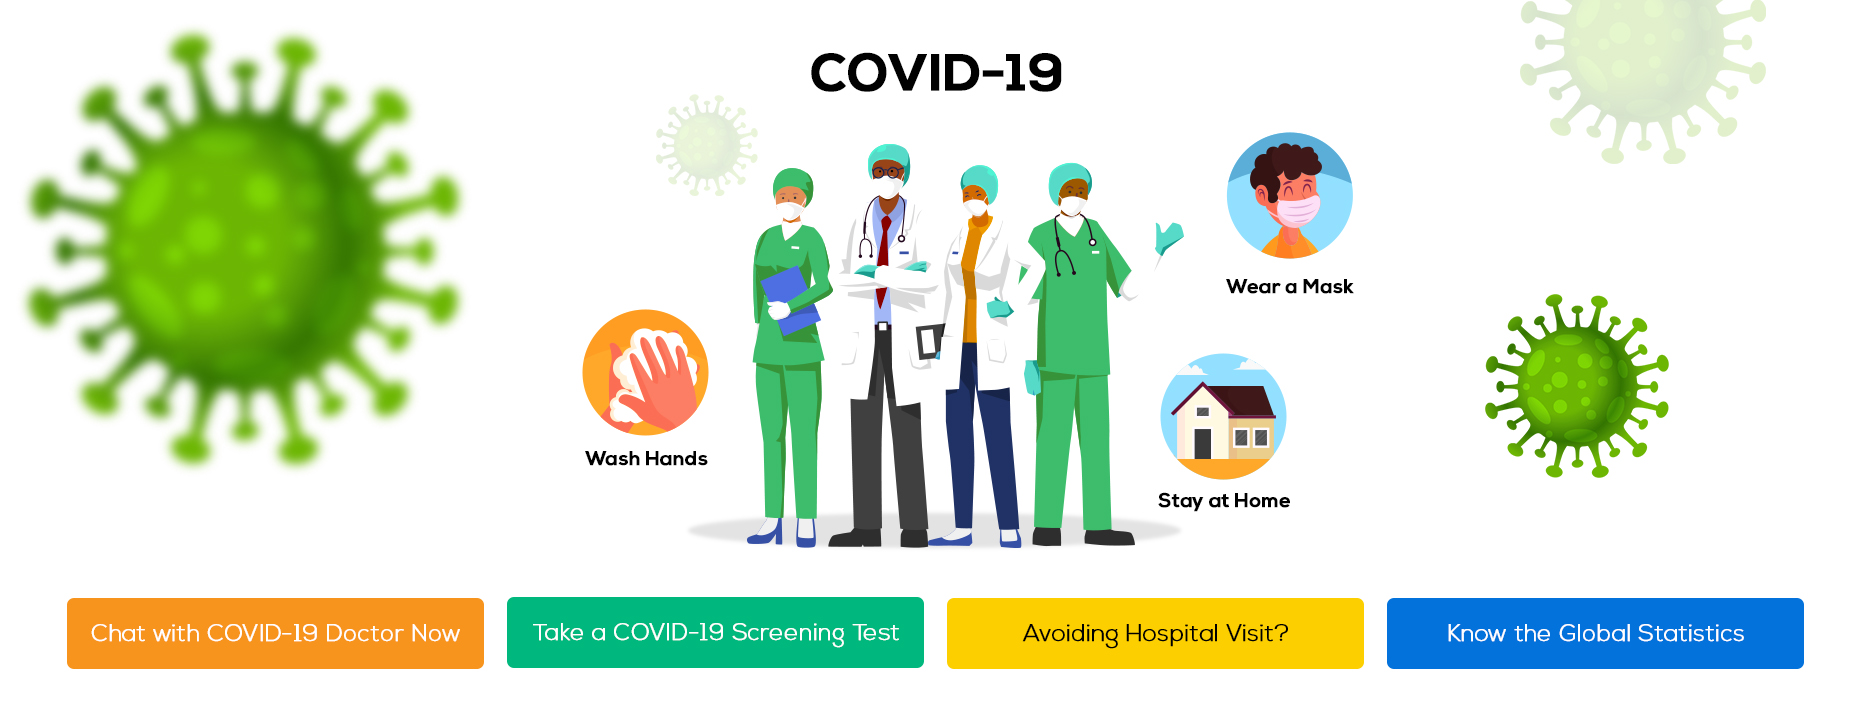 COVID-19
Wear a Mask
Wash Hands
Stay at Home
Chat with COVID-19 Doctor Now
Take a COVID-19 Screening Test
Avoiding Hospital Visit?
Know the Global Statistics